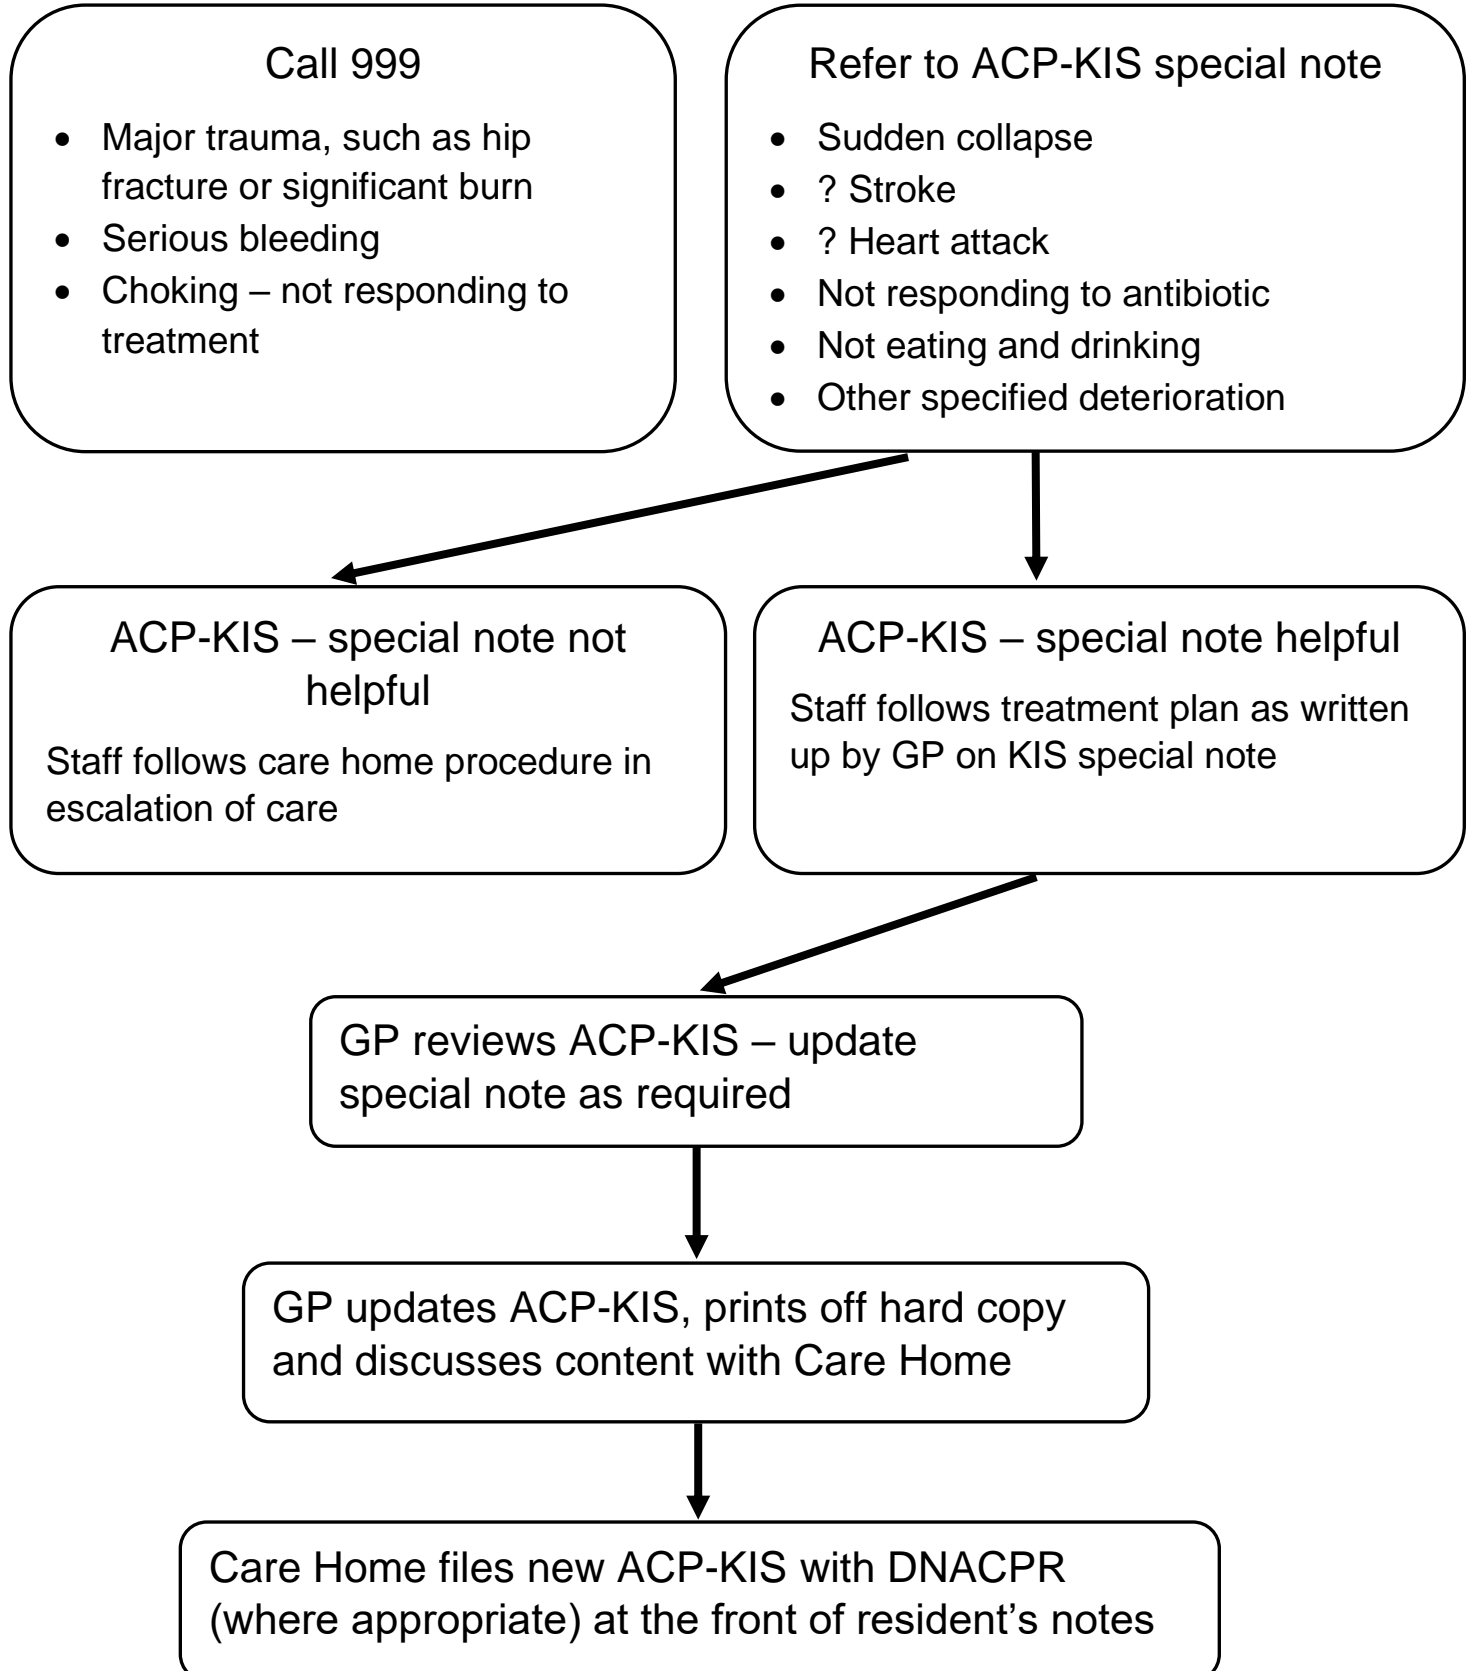 Call 999
• Major trauma, such as hip
fracture or significant burn
• Serious bleeding
• Choking – not responding to
treatment
Refer to ACP-KIS special note
• Sudden collapse
• ? Stroke
• ? Heart attack
• Not responding to antibiotic
• Not eating and drinking
• Other specified deterioration
ACP-KIS – special note not
helpful
Staff follows care home procedure in
escalation of care
ACP-KIS – special note helpful
Staff follows treatment plan as written
up by GP on KIS special note
GP reviews ACP-KIS – update
special note as required
GP updates ACP-KIS, prints off hard copy
and discusses content with Care Home
Care Home files new ACP-KIS with DNACPR
(where appropriate) at the front of resident’s notes